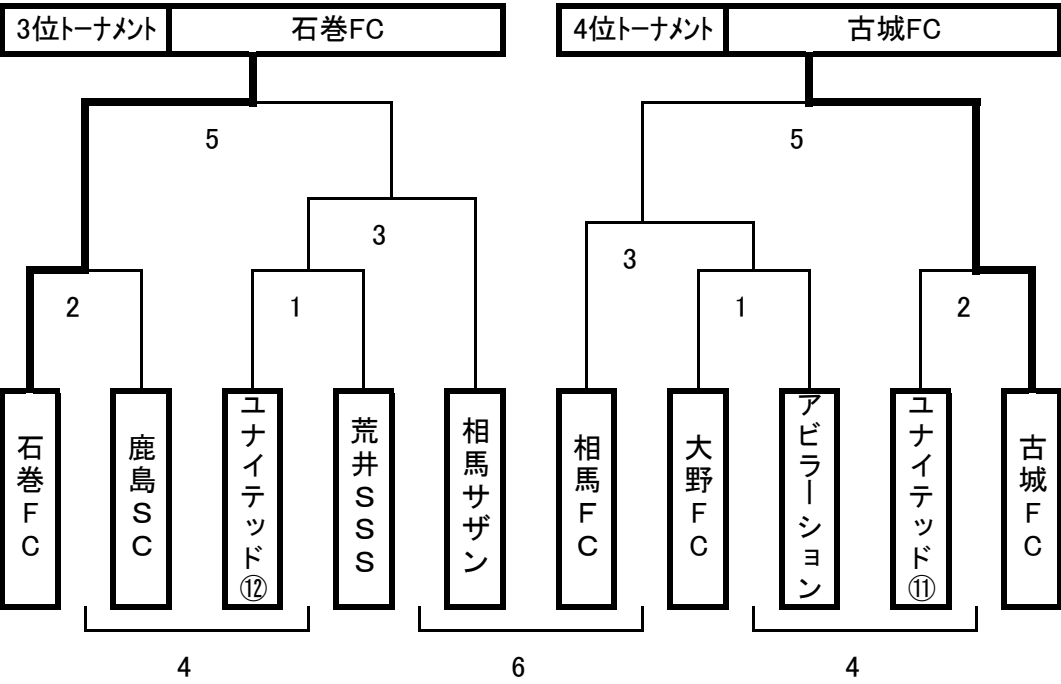 3位トーナメント 石巻FC
4位トーナメント 古城FC
5
5
3
3
2
1
1
2
石巻FC
鹿島SC
ユナイテッド⑫
荒井SSS
相馬サザン
相馬FC
大野FC
アビラーション
ユナイテッド⑪
古城FC
4
6
4